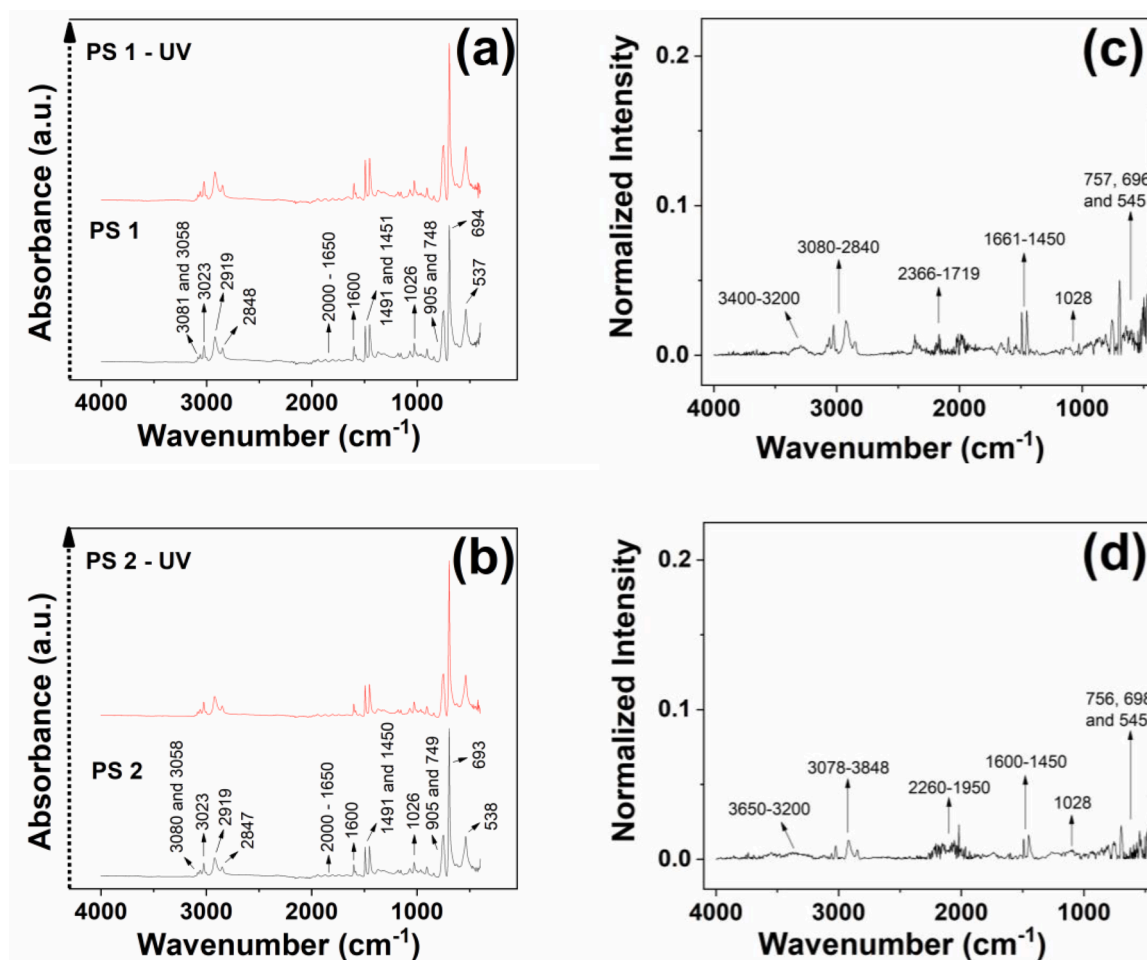 (a)
PS 1 - UV
PS 1
Absorbance (a.u.)
3081 and 3058
3023
2919
2848
2000 - 1650
1600
1491 and 1451
1026
905 and 748
694
537
4000 3000 2000 1000
Wavenumber (cm⁻¹)
(c)
Normalized Intensity
0.2
0.1
0.0
3400-3200
3080-2840
2366-1719
1661-1450
1028
757, 696
and 545
4000 3000 2000 1000
Wavenumber (cm⁻¹)
(b)
PS 2 - UV
PS 2
Absorbance (a.u.)
3080 and 3058
3023
2919
2847
2000 - 1650
1600
1491 and 1450
1026
905 and 749
693
538
4000 3000 2000 1000
Wavenumber (cm⁻¹)
(d)
Normalized Intensity
0.2
0.1
0.0
3650-3200
3078-3848
2260-1950
1600-1450
1028
756, 698
and 545
4000 3000 2000 1000
Wavenumber (cm⁻¹)